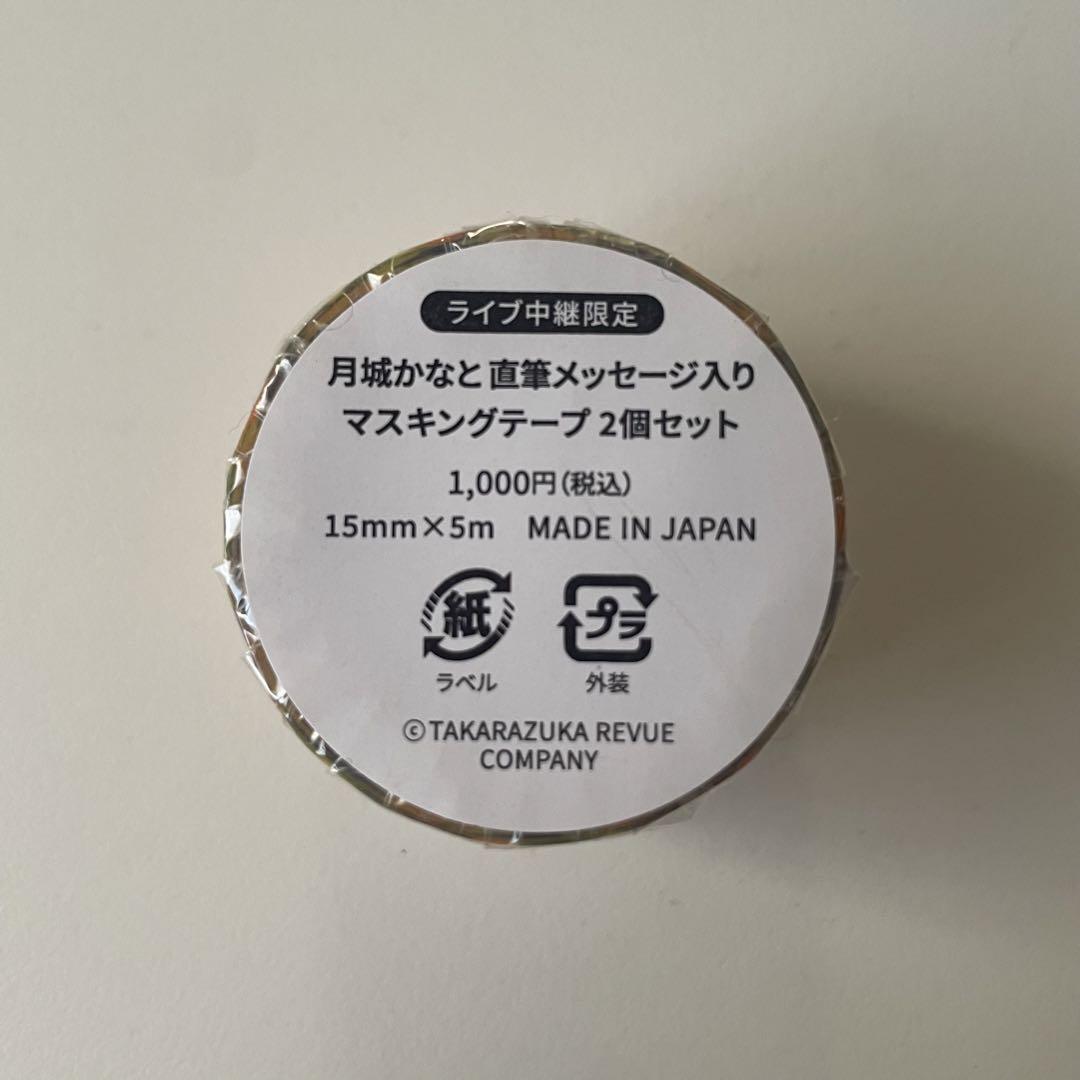 ライブ中継限定
月城かなと 直筆メッセージ入り
マスキングテープ 2個セット
1,000円(税込)
15mm×5m MADE IN JAPAN
紙 プラ
ラベル 外装
©TAKARAZUKA REVUE
COMPANY